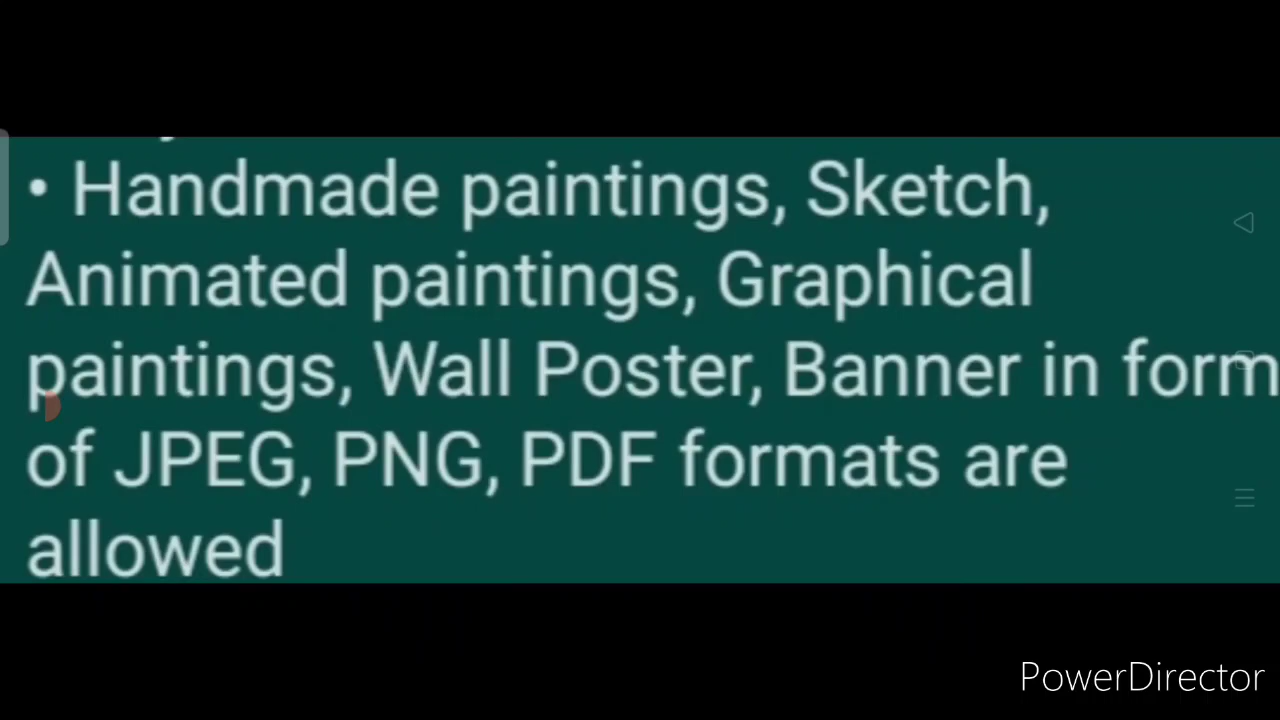 • Handmade paintings, Sketch,
Animated paintings, Graphical
paintings, Wall Poster, Banner in form
of JPEG, PNG, PDF formats are
allowed
PowerDirector